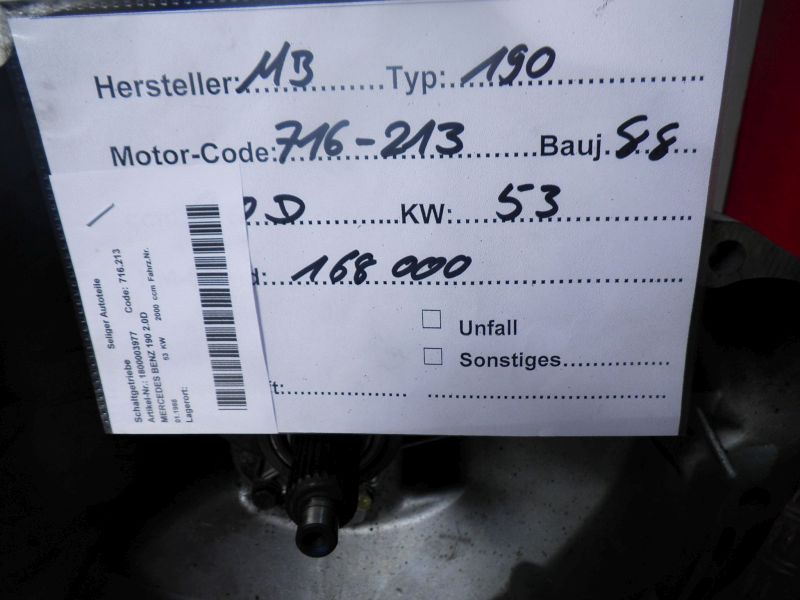 Hersteller: MB Typ: 190
Motor-Code: 716-213 Bauj. 88
0D KW: 53
d: 168 000
Unfall
Sonstiges
t:
Seliger Autoteile
Schaltgetriebe Code: 716.213
Artikel-Nr.: 1800003977
MERCEDES BENZ 190 2.0D
53 KW 2000 ccm Fahrz.Nr.
01.1988
Lagerort: